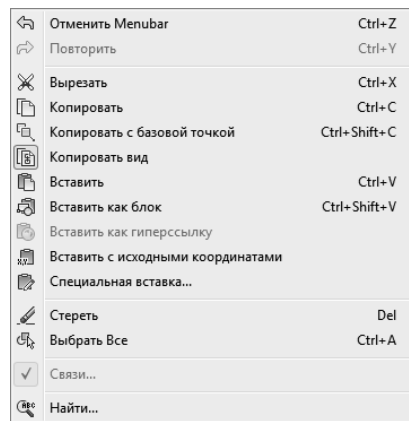 Отменить Menubar Ctrl+Z
Повторить Ctrl+Y
Вырезать Ctrl+X
Копировать Ctrl+C
Копировать с базовой точкой Ctrl+Shift+C
Копировать вид
Вставить Ctrl+V
Вставить как блок Ctrl+Shift+V
Вставить как гиперссылку
Вставить с исходными координатами
Специальная вставка...
Стереть Del
Выбрать Все Ctrl+A
Связи...
Найти...